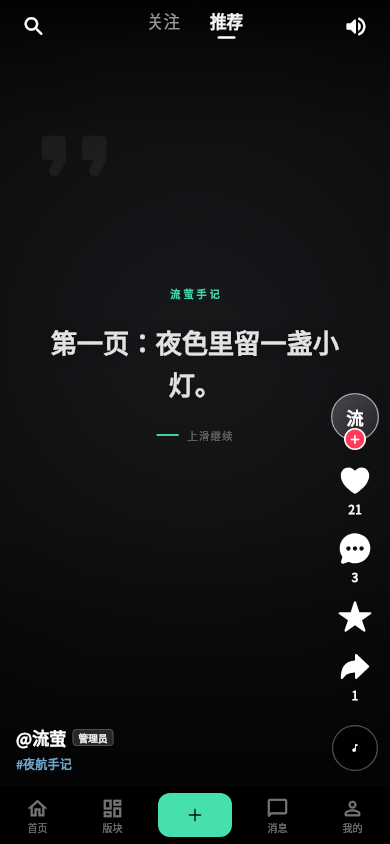 关注 推荐
流萤手记
第一页：夜色里留一盏小
灯。
上滑继续
流
21
3
1
@流萤 管理员
#夜航手记
首页 版块 消息 我的